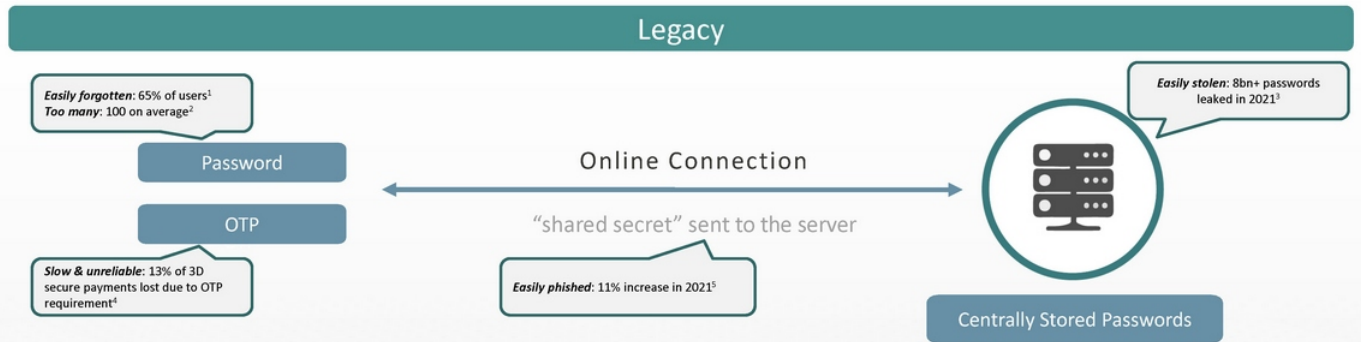 Legacy
Easily forgotten: 65% of users¹
Too many: 100 on average²
Password
OTP
Slow & unreliable: 13% of 3D
secure payments lost due to OTP
requirement⁴
Online Connection
“shared secret” sent to the server
Easily phished: 11% increase in 2021⁵
Easily stolen: 8bn+ passwords
leaked in 2021³
Centrally Stored Passwords